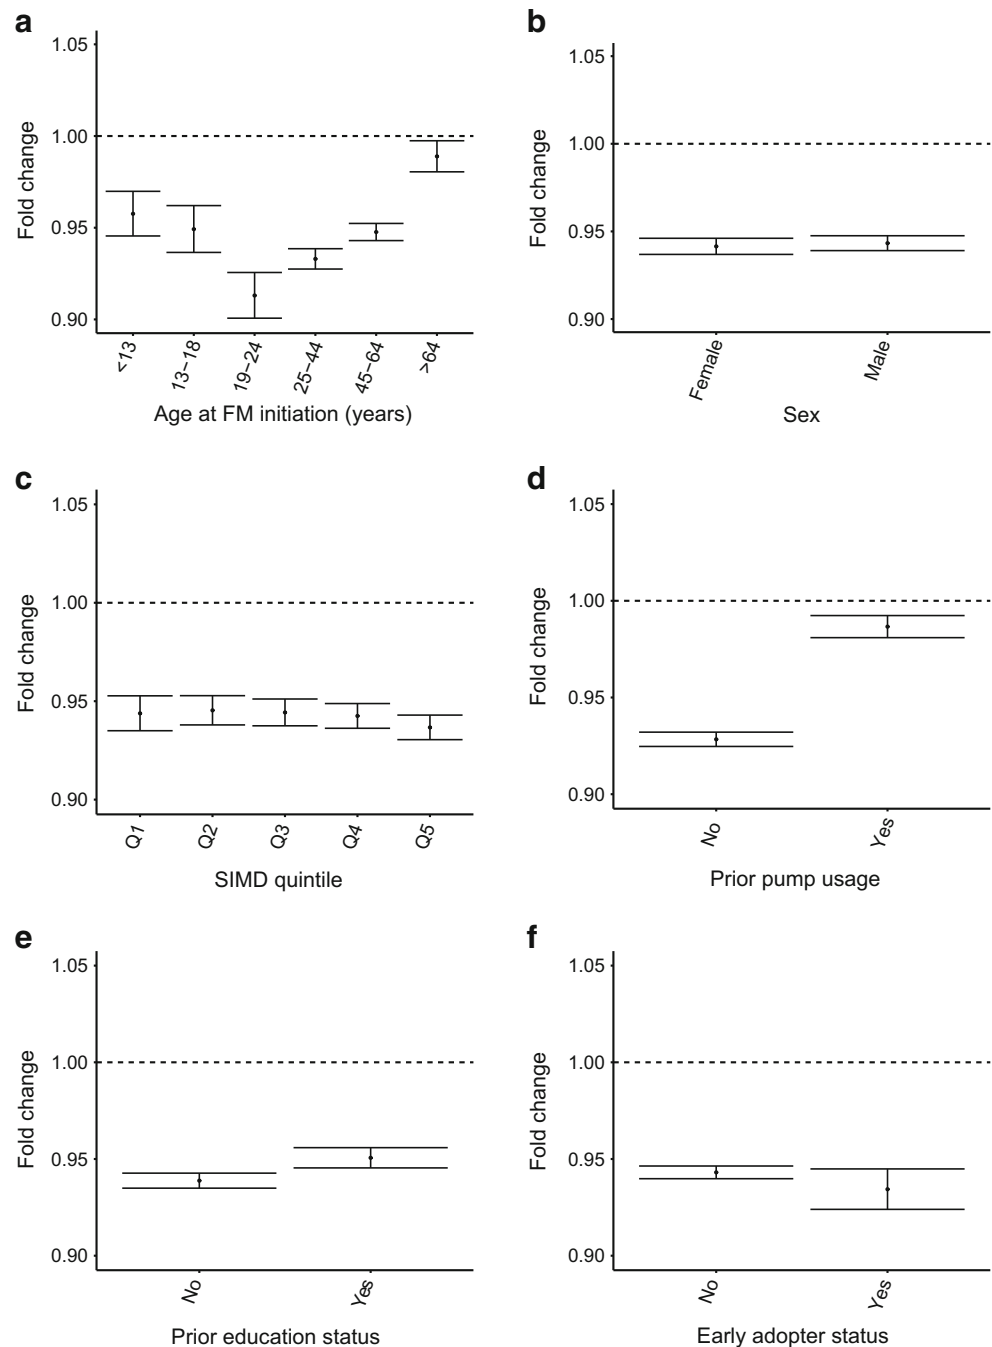 a
1.05
1.00
0.95
0.90
Fold change
<13
13–18
19–24
25–44
45–64
>64
Age at FM initiation (years)
b
1.05
1.00
0.95
0.90
Fold change
Female
Male
Sex
c
1.05
1.00
0.95
0.90
Fold change
Q1
Q2
Q3
Q4
Q5
SIMD quintile
d
1.05
1.00
0.95
0.90
Fold change
No
Yes
Prior pump usage
e
1.05
1.00
0.95
0.90
Fold change
No
Yes
Prior education status
f
1.05
1.00
0.95
0.90
Fold change
No
Yes
Early adopter status